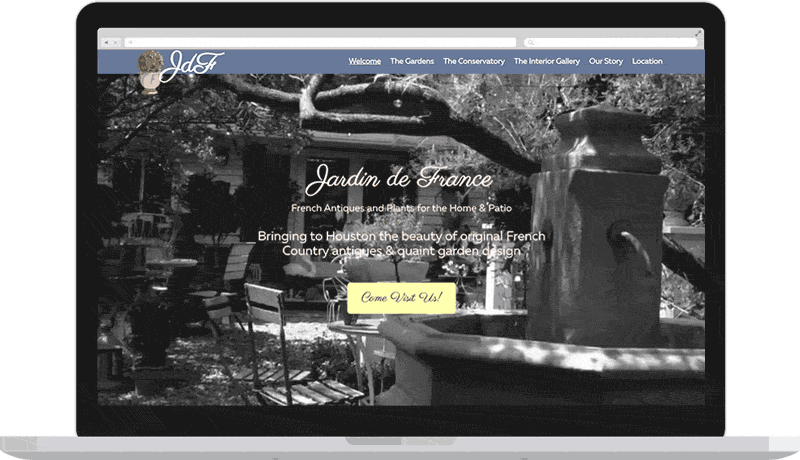 JdF
Welcome The Gardens The Conservatory The Interior Gallery Our Story Location
Jardin de France
French Antiques and Plants for the Home & Patio
Bringing to Houston the beauty of original French
Country antiques & quaint garden design
Come Visit Us!